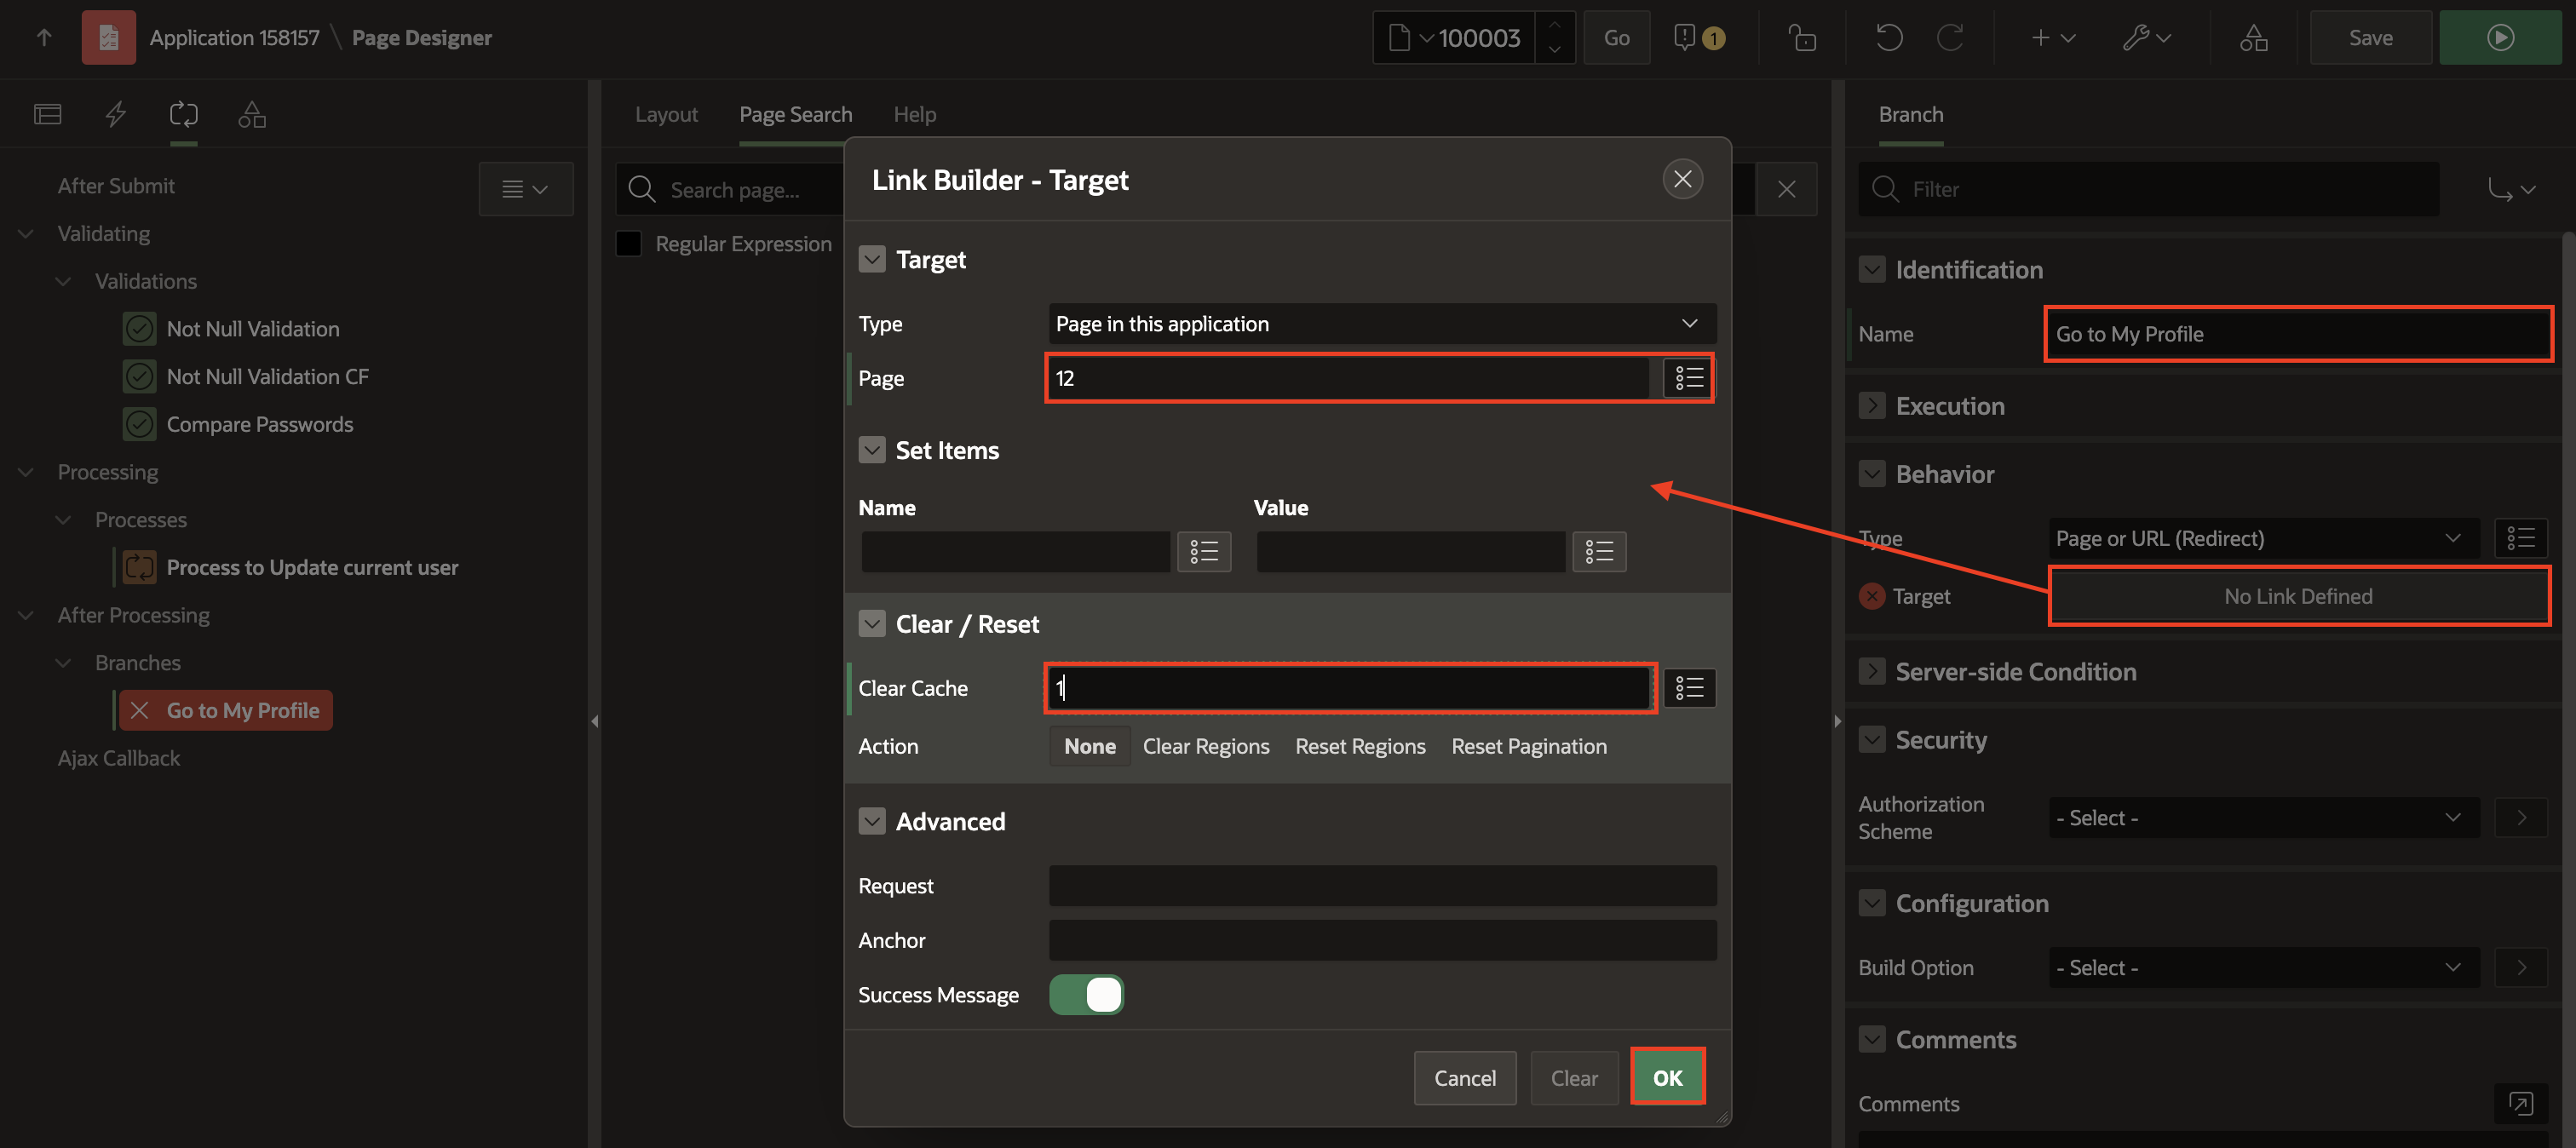 Application 158157 \ Page Designer
100003
Go
1
Save
Layout
Page Search
Help
Branch
After Submit
Validating
Validations
Not Null Validation
Not Null Validation CF
Compare Passwords
Processing
Processes
Process to Update current user
After Processing
Branches
Go to My Profile
Ajax Callback
Search page...
Regular Expression
Link Builder - Target
Target
Type
Page in this application
Page
12
Set Items
Name
Value
Clear / Reset
Clear Cache
1
Action
None
Clear Regions
Reset Regions
Reset Pagination
Advanced
Request
Anchor
Success Message
Cancel
Clear
OK
Filter
Identification
Name
Go to My Profile
Execution
Behavior
Type
Page or URL (Redirect)
Target
No Link Defined
Server-side Condition
Security
Authorization
Scheme
- Select -
Configuration
Build Option
- Select -
Comments
Comments